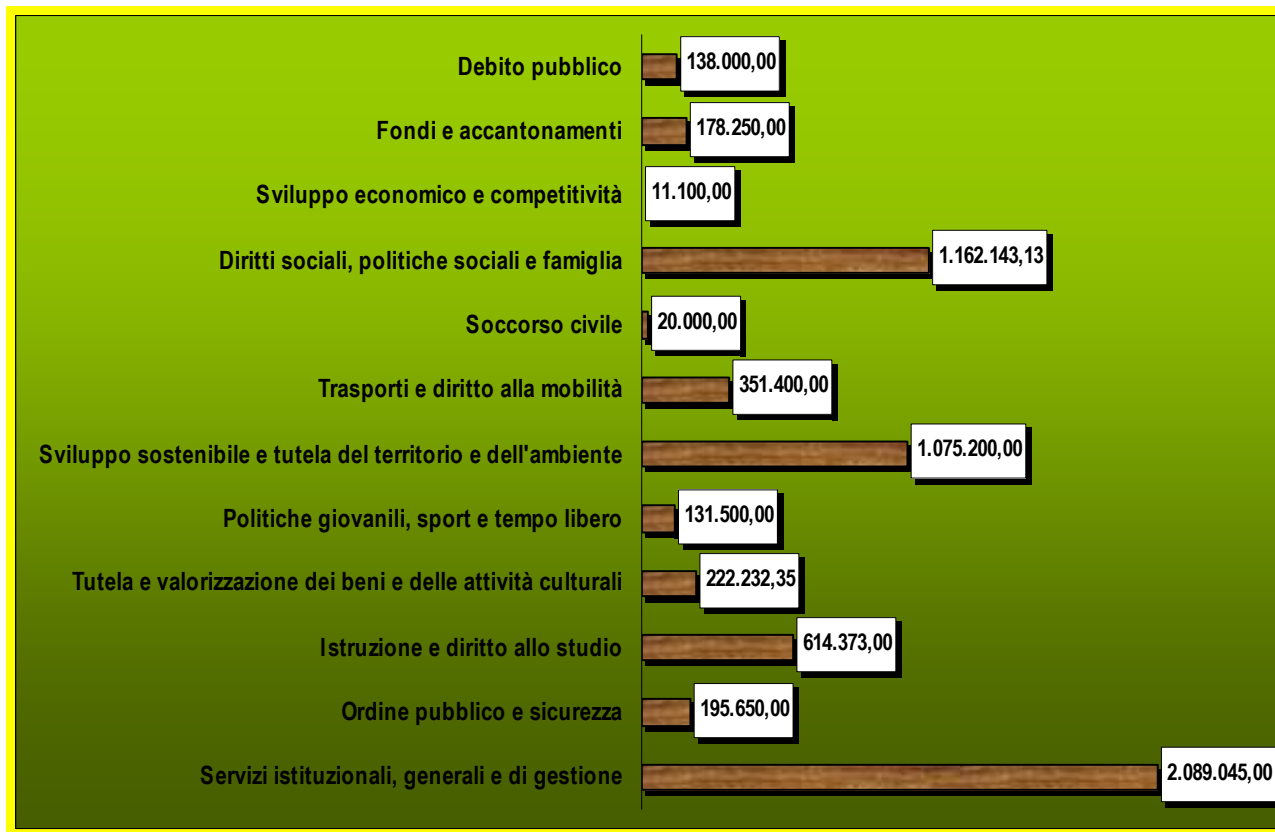 Debito pubblico 138.000,00
Fondi e accantonamenti 178.250,00
Sviluppo economico e competitività 11.100,00
Diritti sociali, politiche sociali e famiglia 1.162.143,13
Soccorso civile 20.000,00
Trasporti e diritto alla mobilità 351.400,00
Sviluppo sostenibile e tutela del territorio e dell'ambiente 1.075.200,00
Politiche giovanili, sport e tempo libero 131.500,00
Tutela e valorizzazione dei beni e delle attività culturali 222.232,35
Istruzione e diritto allo studio 614.373,00
Ordine pubblico e sicurezza 195.650,00
Servizi istituzionali, generali e di gestione 2.089.045,00